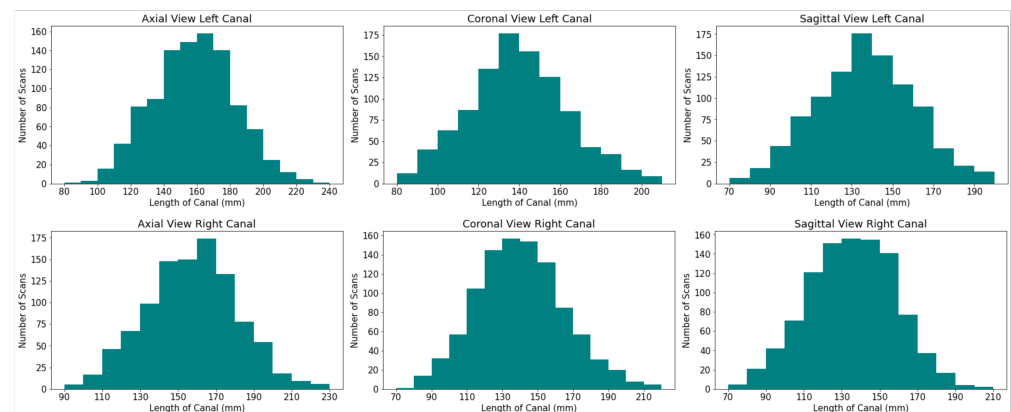 Axial View Left Canal
Number of Scans
160
140
120
100
80
60
40
20
0
80 100 120 140 160 180 200 220 240
Length of Canal (mm)
Coronal View Left Canal
Number of Scans
175
150
125
100
75
50
25
0
80 100 120 140 160 180 200
Length of Canal (mm)
Sagittal View Left Canal
Number of Scans
175
150
125
100
75
50
25
0
70 90 110 130 150 170 190
Length of Canal (mm)
Axial View Right Canal
Number of Scans
175
150
125
100
75
50
25
0
90 110 130 150 170 190 210 230
Length of Canal (mm)
Coronal View Right Canal
Number of Scans
160
140
120
100
80
60
40
20
0
70 90 110 130 150 170 190 210
Length of Canal (mm)
Sagittal View Right Canal
Number of Scans
160
140
120
100
80
60
40
20
0
70 90 110 130 150 170 190 210
Length of Canal (mm)